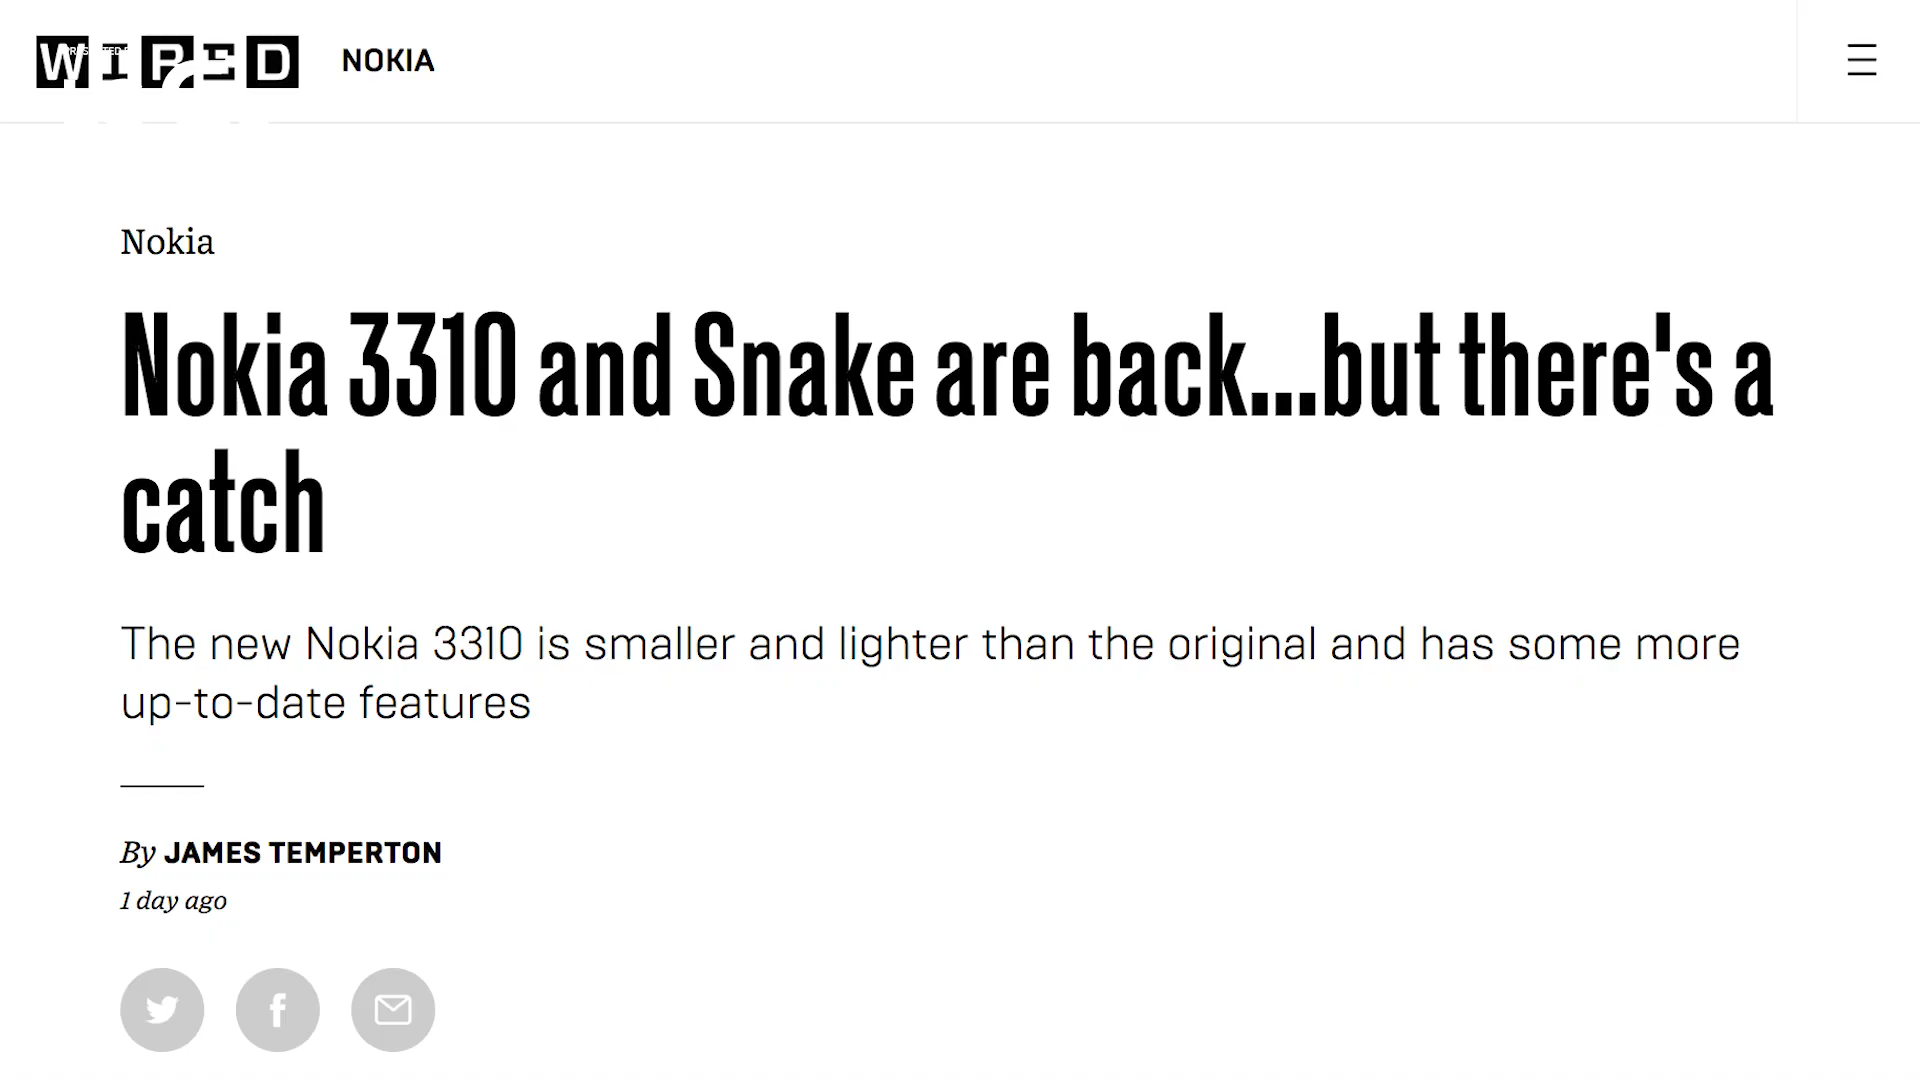 WIRED NOKIA
Nokia
Nokia 3310 and Snake are back...but there's a
catch
The new Nokia 3310 is smaller and lighter than the original and has some more
up-to-date features
By JAMES TEMPERTON
1 day ago